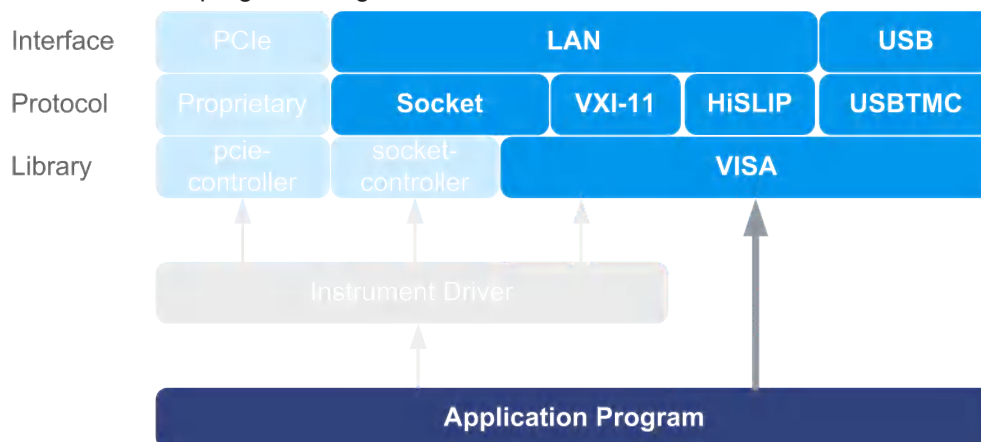 Interface PCIe LAN USB
Protocol Proprietary Socket VXI-11 HiSLIP USBTMC
Library pcie-controller socket-controller VISA
Instrument Driver
Application Program